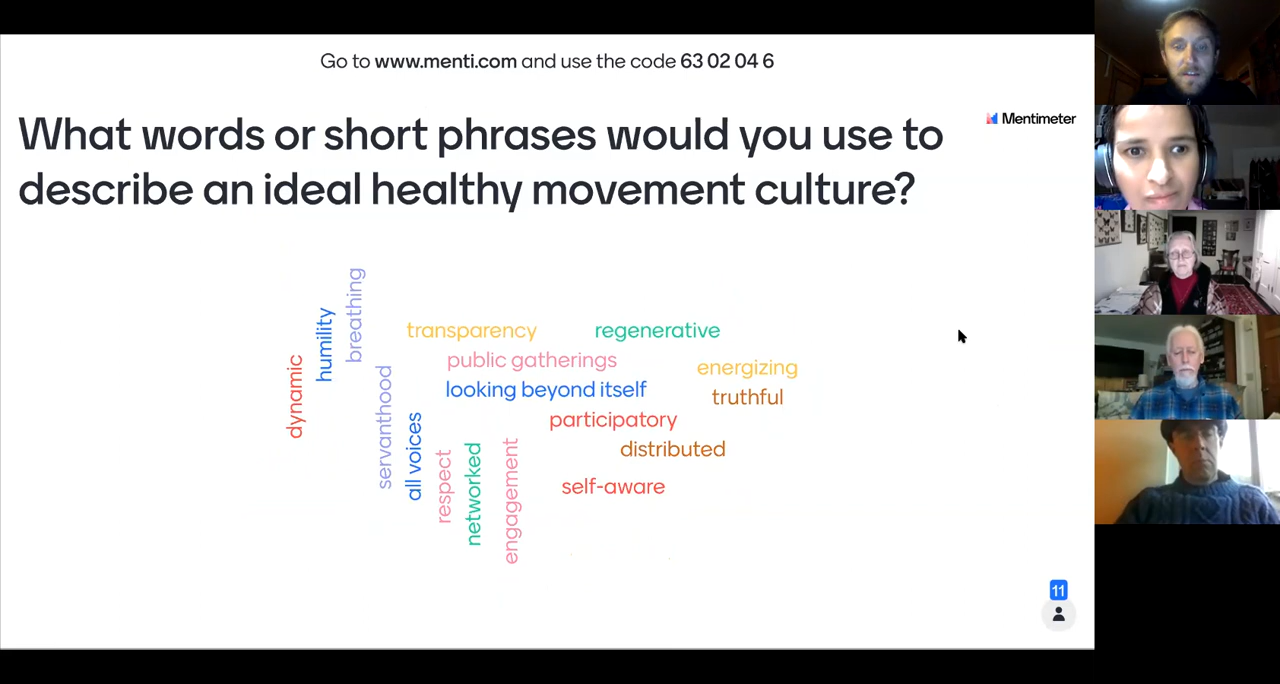 Go to www.menti.com and use the code 63 02 04 6
Mentimeter
What words or short phrases would you use to
describe an ideal healthy movement culture?
dynamic
humility
breathing
servanthood
all voices
respect
networked
engagement
transparency
regenerative
public gatherings
energizing
looking beyond itself
truthful
participatory
distributed
self-aware
11